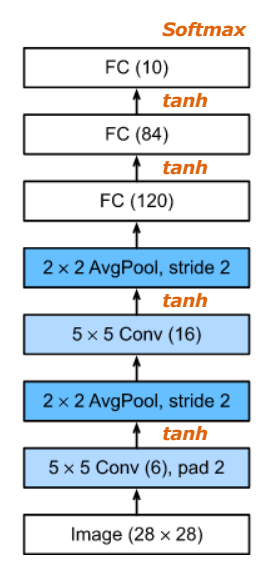 Softmax
FC (10)
tanh
FC (84)
tanh
FC (120)
2 × 2 AvgPool, stride 2
tanh
5 × 5 Conv (16)
2 × 2 AvgPool, stride 2
tanh
5 × 5 Conv (6), pad 2
Image (28 × 28)